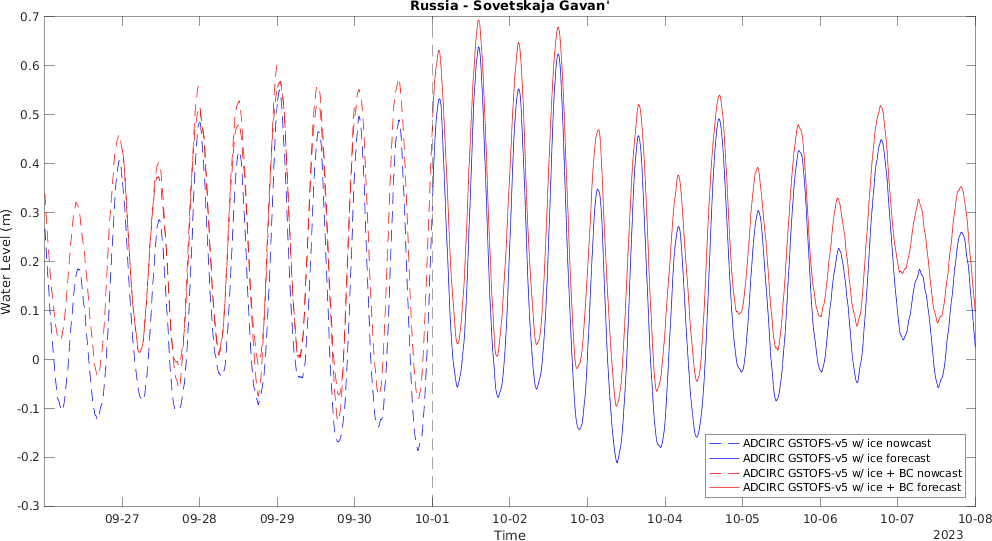 Russia - Sovetskaja Gavan'
Water Level (m)
0.7
0.6
0.5
0.4
0.3
0.2
0.1
0
-0.1
-0.2
-0.3
ADCIRC GSTOFS-v5 w/ ice nowcast
ADCIRC GSTOFS-v5 w/ ice forecast
ADCIRC GSTOFS-v5 w/ ice + BC nowcast
ADCIRC GSTOFS-v5 w/ ice + BC forecast
09-27 09-28 09-29 09-30 10-01 10-02 10-03 10-04 10-05 10-06 10-07 10-08
Time
2023